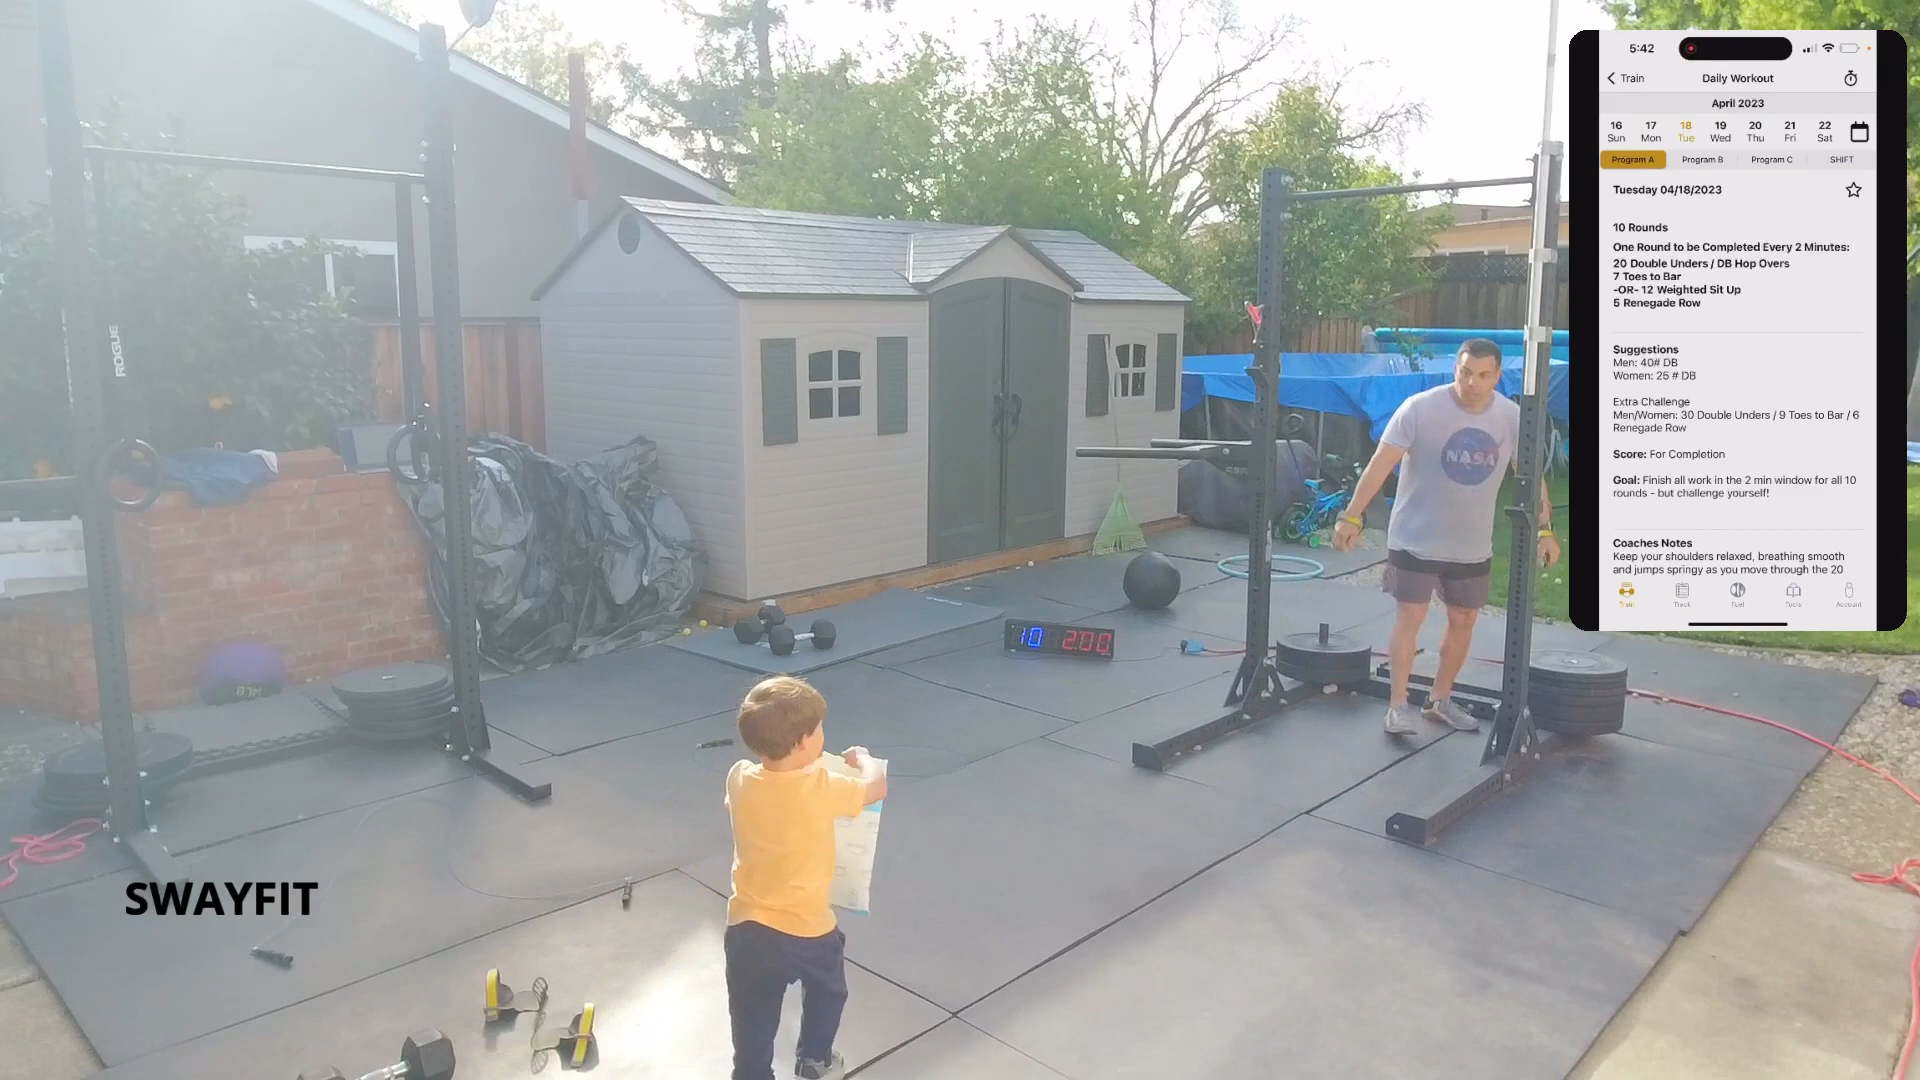 5:42
Train
Daily Workout
April 2023
16 17 18 19 20 21 22
Sun Mon Tue Wed Thu Fri Sat
Program A Program B Program C SHIFT
Tuesday 04/18/2023
10 Rounds
One Round to be Completed Every 2 Minutes:
20 Double Unders / DB Hop Overs
7 Toes to Bar
-OR- 12 Weighted Sit Up
5 Renegade Row
Suggestions
Men: 40# DB
Women: 25 # DB
Extra Challenge
Men/Women: 30 Double Unders / 9 Toes to Bar / 6
Renegade Row
Score: For Completion
Goal: Finish all work in the 2 min window for all 10
rounds - but challenge yourself!
Coaches Notes
Keep your shoulders relaxed, breathing smooth
and jumps springy as you move through the 20
Train Track Fuel Tools Account
ROGUE
NASA
10 2:00
SWAYFIT